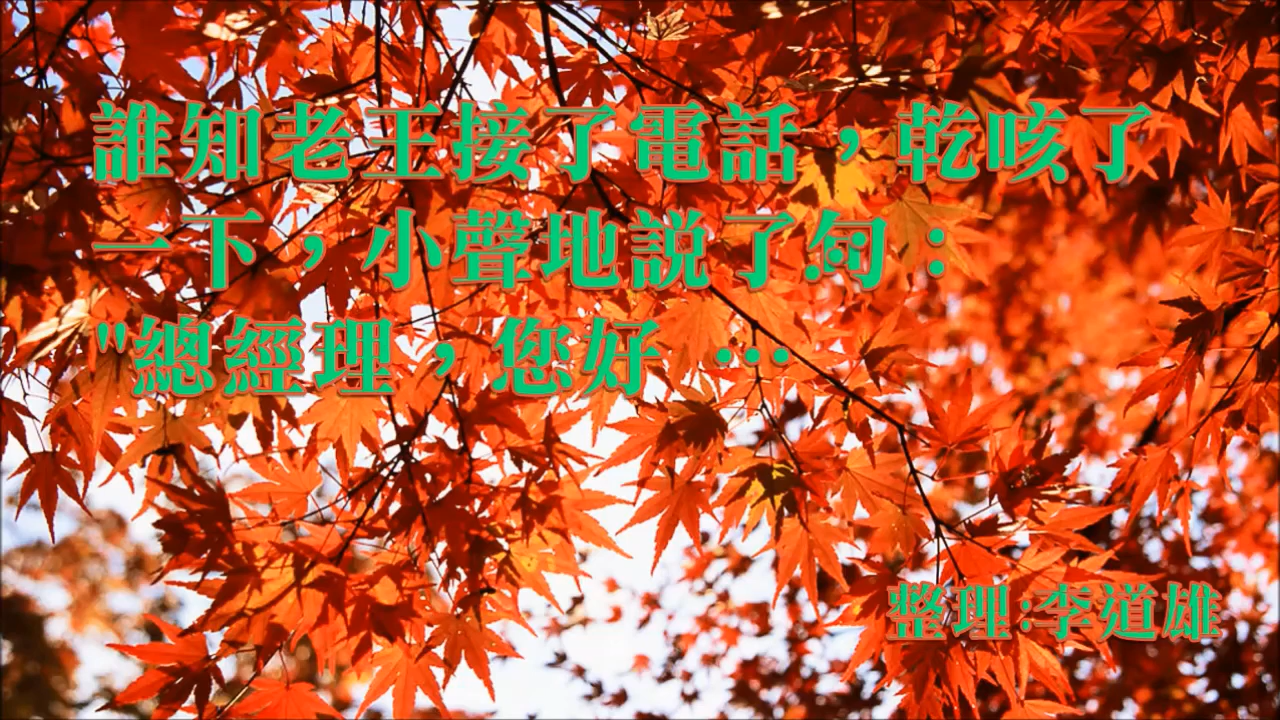 誰知老王接了電話，乾咳了
一下，小聲地説了句：
"總經理，您好 …
整理:李道雄